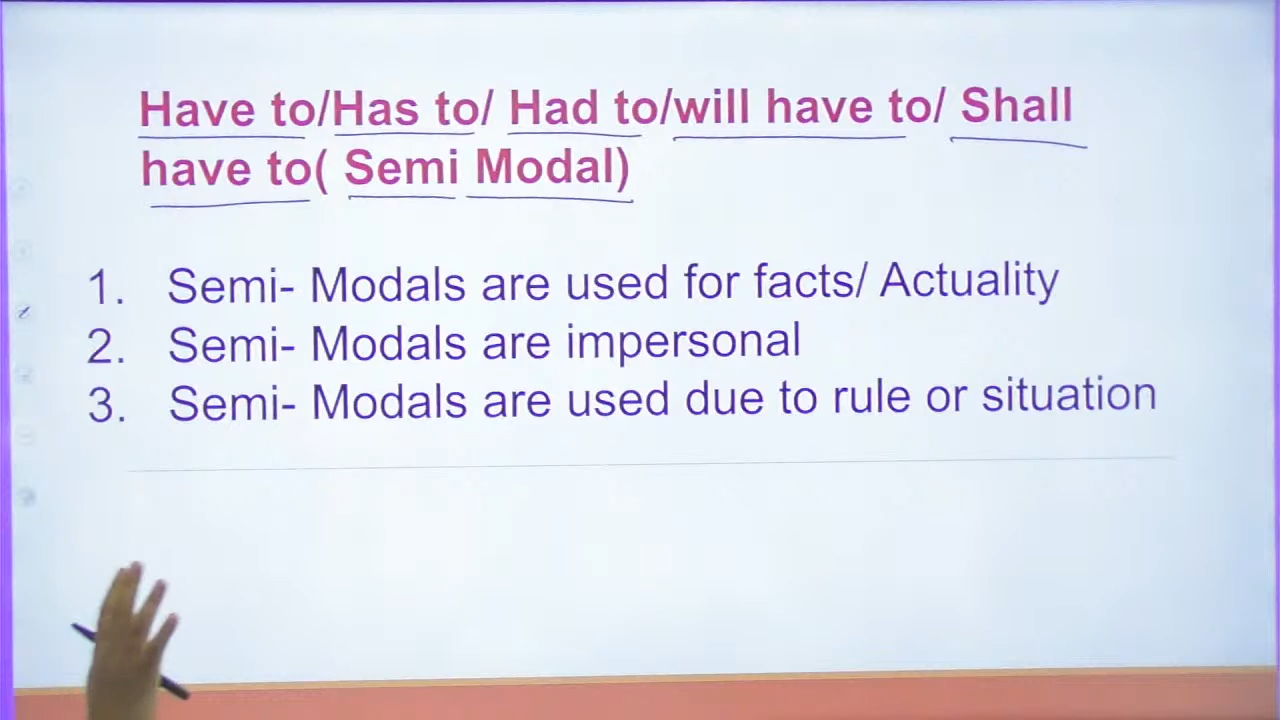 Have to/Has to/ Had to/will have to/ Shall
have to( Semi Modal)
1. Semi- Modals are used for facts/ Actuality
2. Semi- Modals are impersonal
3. Semi- Modals are used due to rule or situation